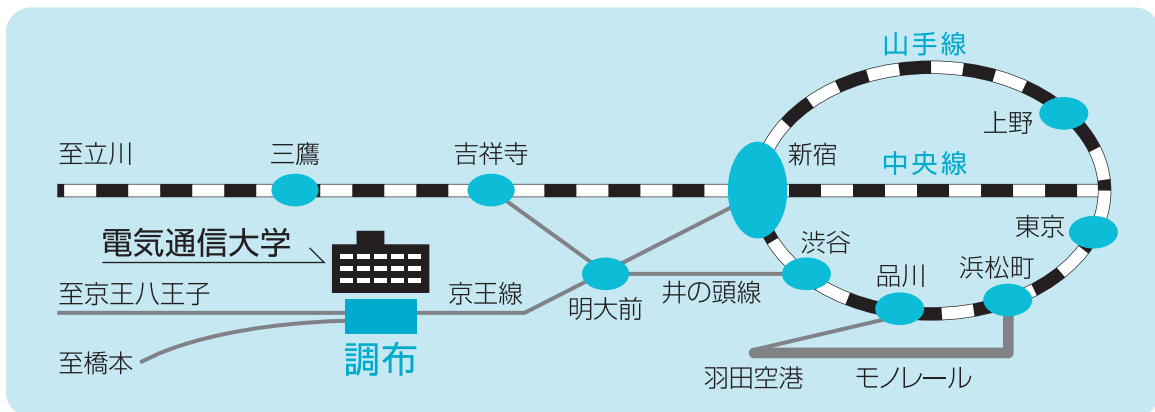 山手線
上野
至立川
三鷹
吉祥寺
新宿
中央線
電気通信大学
渋谷
東京
至京王八王子
京王線
明大前
井の頭線
品川
浜松町
至橋本
調布
羽田空港
モノレール